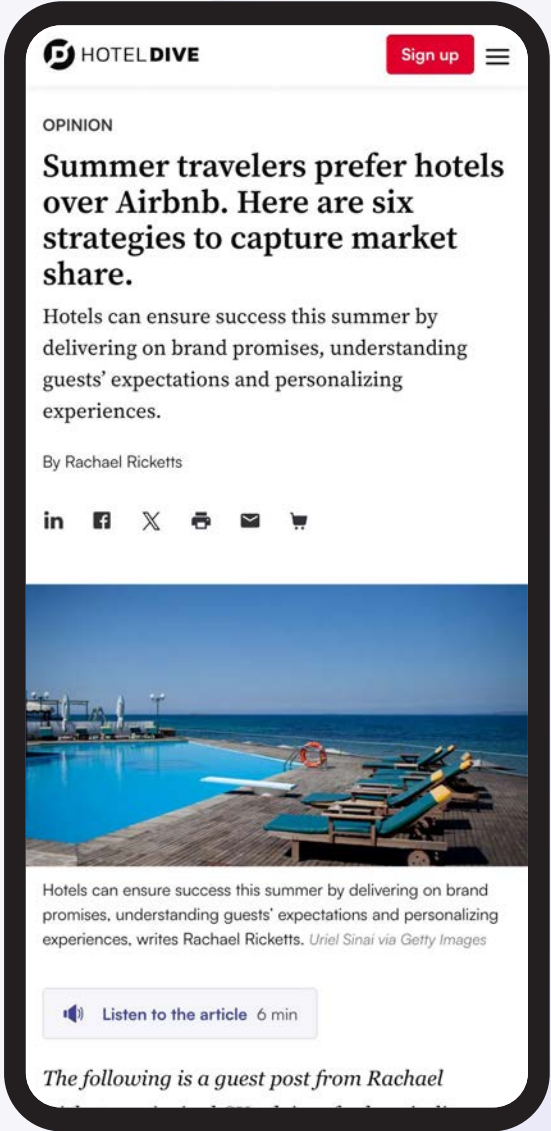 HOTELDIVE
Sign up
OPINION
Summer travelers prefer hotels
over Airbnb. Here are six
strategies to capture market
share.
Hotels can ensure success this summer by
delivering on brand promises, understanding
guests’ expectations and personalizing
experiences.
By Rachael Ricketts
Hotels can ensure success this summer by delivering on brand
promises, understanding guests’ expectations and personalizing
experiences, writes Rachael Ricketts. Uriel Sinai via Getty Images
Listen to the article 6 min
The following is a guest post from Rachael